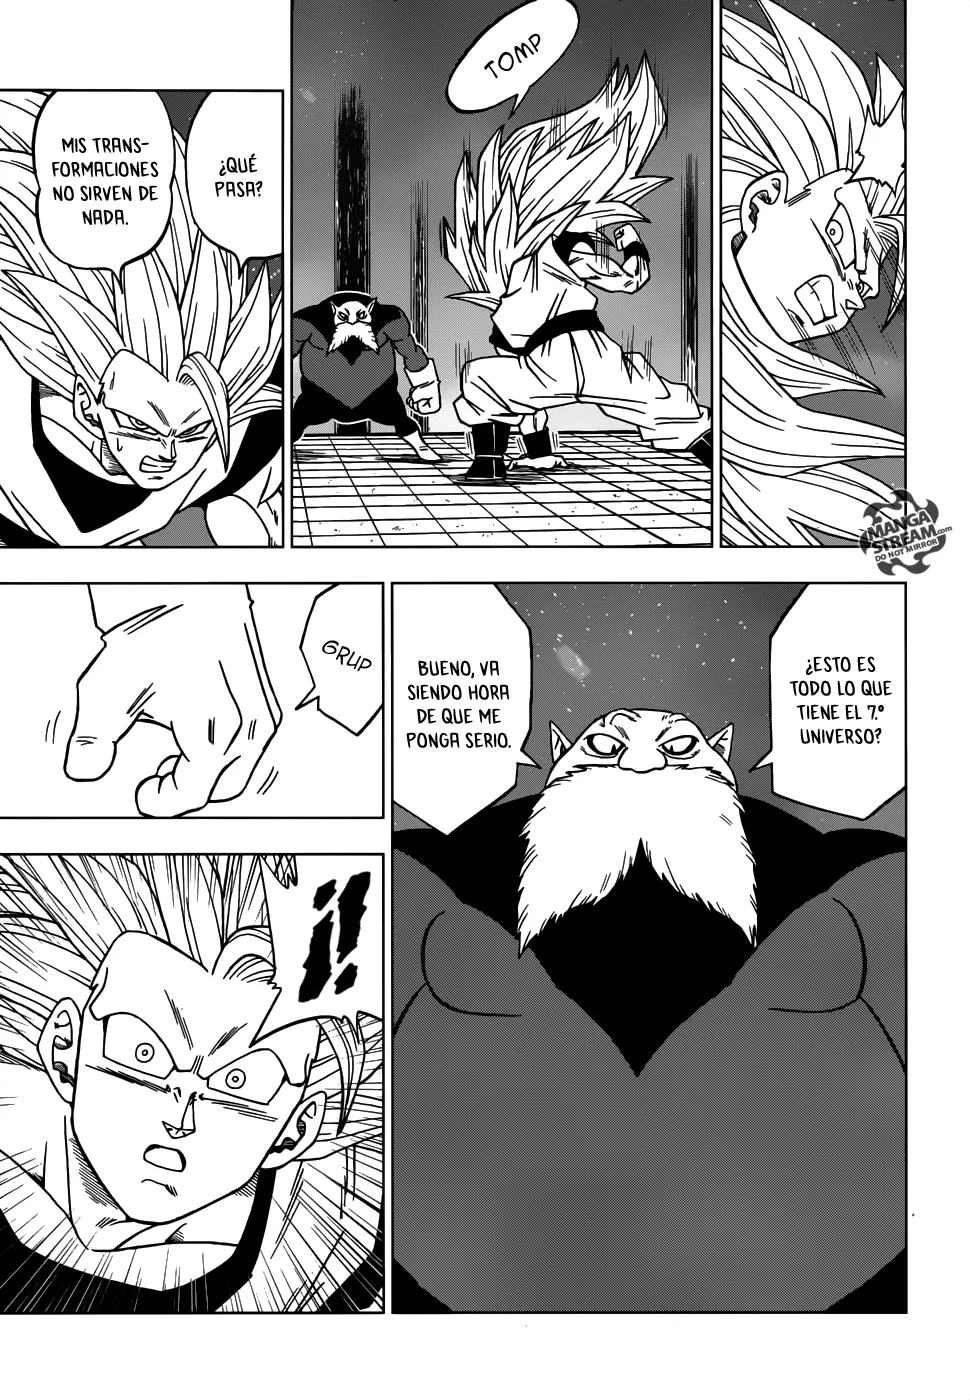 TOMP
¿QUÉ
PASA?
MIS TRANS-
FORMACIONES
NO SIRVEN DE
NADA.
MANGA
STREAM.com
DO NOT MIRROR
¿ESTO ES
TODO LO QUE
TIENE EL 7.º
UNIVERSO?
BUENO, VA
SIENDO HORA
DE QUE ME
PONGA SERIO.
GRUP
¡!!